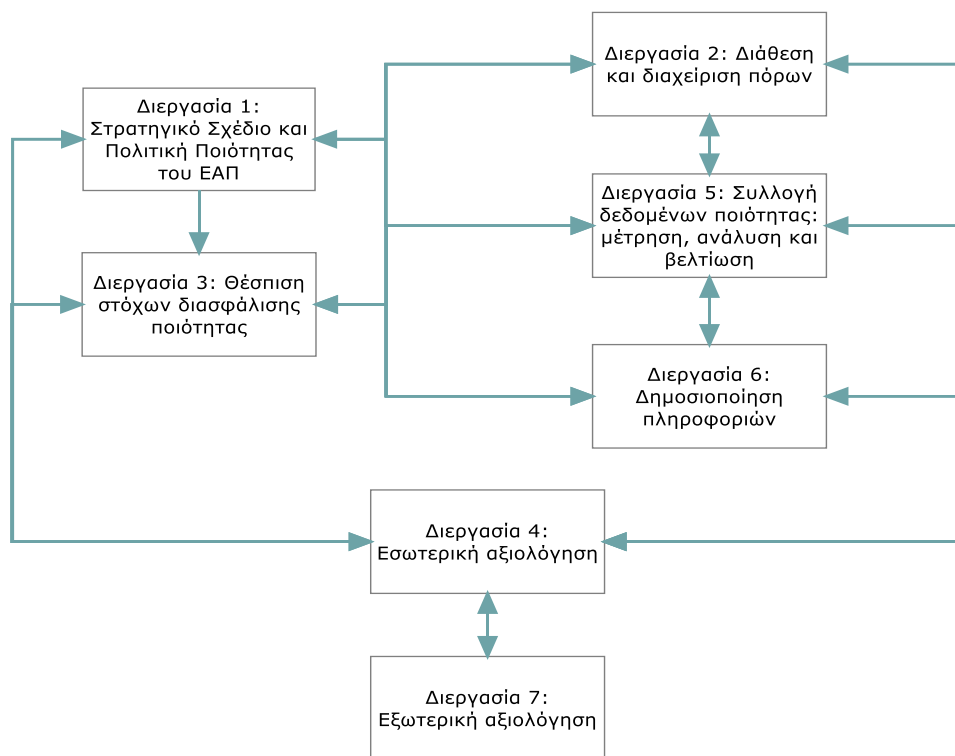 Διεργασία 1:
Στρατηγικό Σχέδιο και
Πολιτική Ποιότητας
του ΕΑΠ
Διεργασία 3: Θέσπιση
στόχων διασφάλισης
ποιότητας
Διεργασία 2: Διάθεση
και διαχείριση πόρων
Διεργασία 5: Συλλογή
δεδομένων ποιότητας:
μέτρηση, ανάλυση και
βελτίωση
Διεργασία 6:
Δημοσιοποίηση
πληροφοριών
Διεργασία 4:
Εσωτερική αξιολόγηση
Διεργασία 7:
Εξωτερική αξιολόγηση